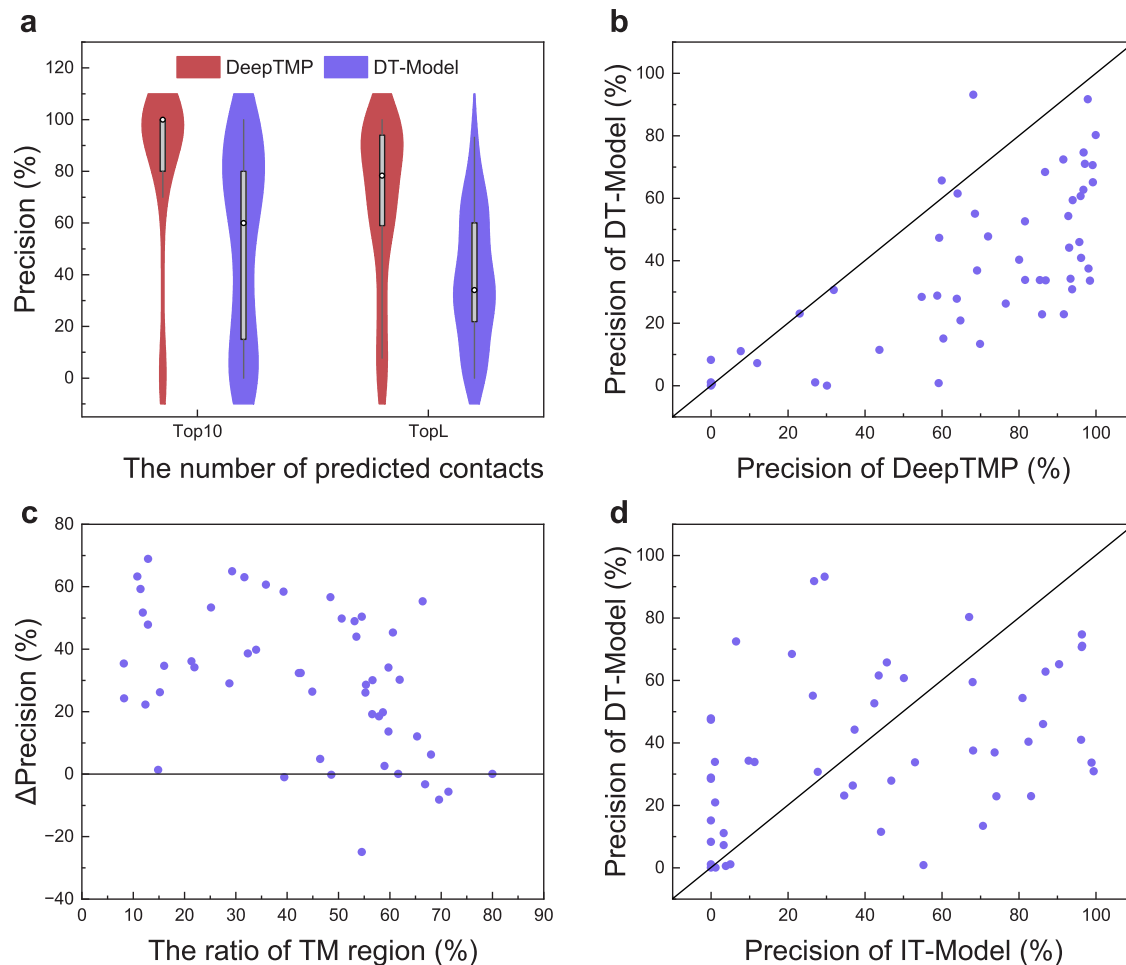 a
DeepTMP
DT-Model
Precision (%)
120
100
80
60
40
20
0
Top10
TopL
The number of predicted contacts
b
Precision of DT-Model (%)
100
80
60
40
20
0
0 20 40 60 80 100
Precision of DeepTMP (%)
c
ΔPrecision (%)
80
60
40
20
0
−20
−40
0 10 20 30 40 50 60 70 80 90
The ratio of TM region (%)
d
Precision of DT-Model (%)
100
80
60
40
20
0
0 20 40 60 80 100
Precision of IT-Model (%)